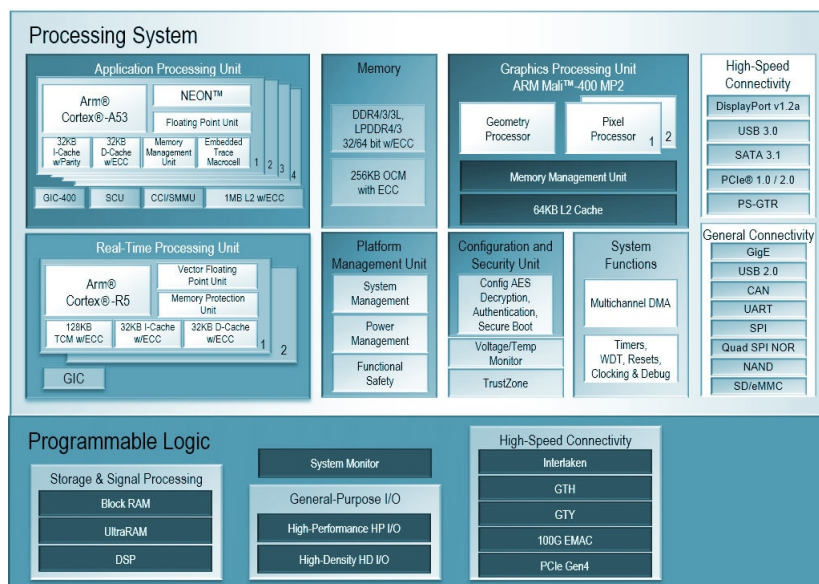 Processing System
Application Processing Unit
Arm®
Cortex®-A53
NEON™
Floating Point Unit
32KB
I-Cache
w/Parity
32KB
D-Cache
w/ECC
Memory
Management
Unit
Embedded
Trace
Macrocell
1
2
3
4
GIC-400
SCU
CCI/SMMU
1MB L2 w/ECC
Memory
DDR4/3/3L,
LPDDR4/3
32/64 bit w/ECC
256KB OCM
with ECC
Graphics Processing Unit
ARM Mali™-400 MP2
Geometry
Processor
Pixel
Processor
1
2
Memory Management Unit
64KB L2 Cache
High-Speed
Connectivity
DisplayPort v1.2a
USB 3.0
SATA 3.1
PCIe® 1.0 / 2.0
PS-GTR
Real-Time Processing Unit
Arm®
Cortex®-R5
Vector Floating
Point Unit
Memory Protection
Unit
128KB
TCM w/ECC
32KB I-Cache
w/ECC
32KB D-Cache
w/ECC
1
2
GIC
Platform
Management Unit
System
Management
Power
Management
Functional
Safety
Configuration and
Security Unit
Config AES
Decryption,
Authentication,
Secure Boot
Voltage/Temp
Monitor
TrustZone
System
Functions
Multichannel DMA
Timers,
WDT, Resets,
Clocking & Debug
General Connectivity
GigE
USB 2.0
CAN
UART
SPI
Quad SPI NOR
NAND
SD/eMMC
Programmable Logic
Storage & Signal Processing
Block RAM
UltraRAM
DSP
System Monitor
General-Purpose I/O
High-Performance HP I/O
High-Density HD I/O
High-Speed Connectivity
Interlaken
GTH
GTY
100G EMAC
PCIe Gen4